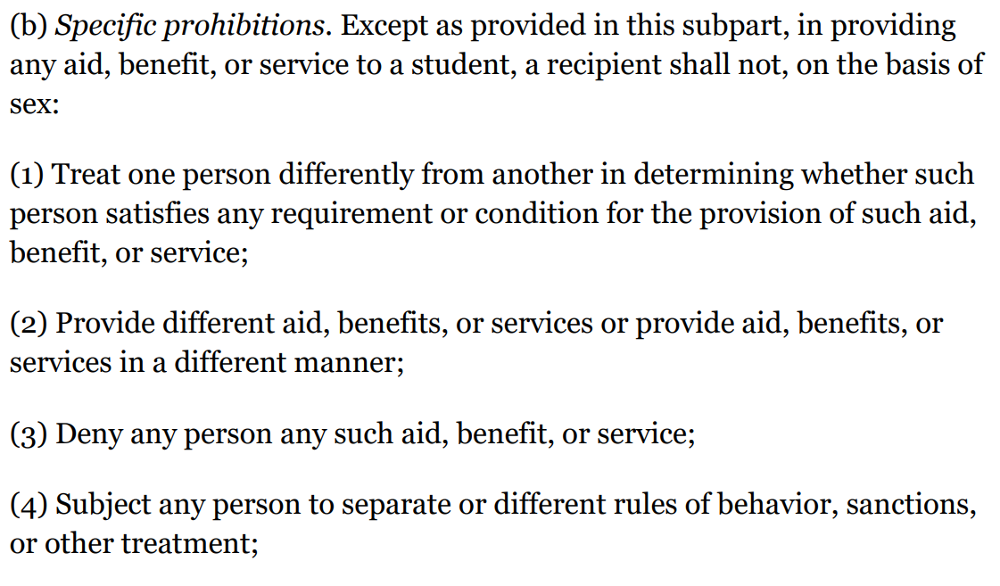 (b) Specific prohibitions. Except as provided in this subpart, in providing
any aid, benefit, or service to a student, a recipient shall not, on the basis of
sex:
(1) Treat one person differently from another in determining whether such
person satisfies any requirement or condition for the provision of such aid,
benefit, or service;
(2) Provide different aid, benefits, or services or provide aid, benefits, or
services in a different manner;
(3) Deny any person any such aid, benefit, or service;
(4) Subject any person to separate or different rules of behavior, sanctions,
or other treatment;